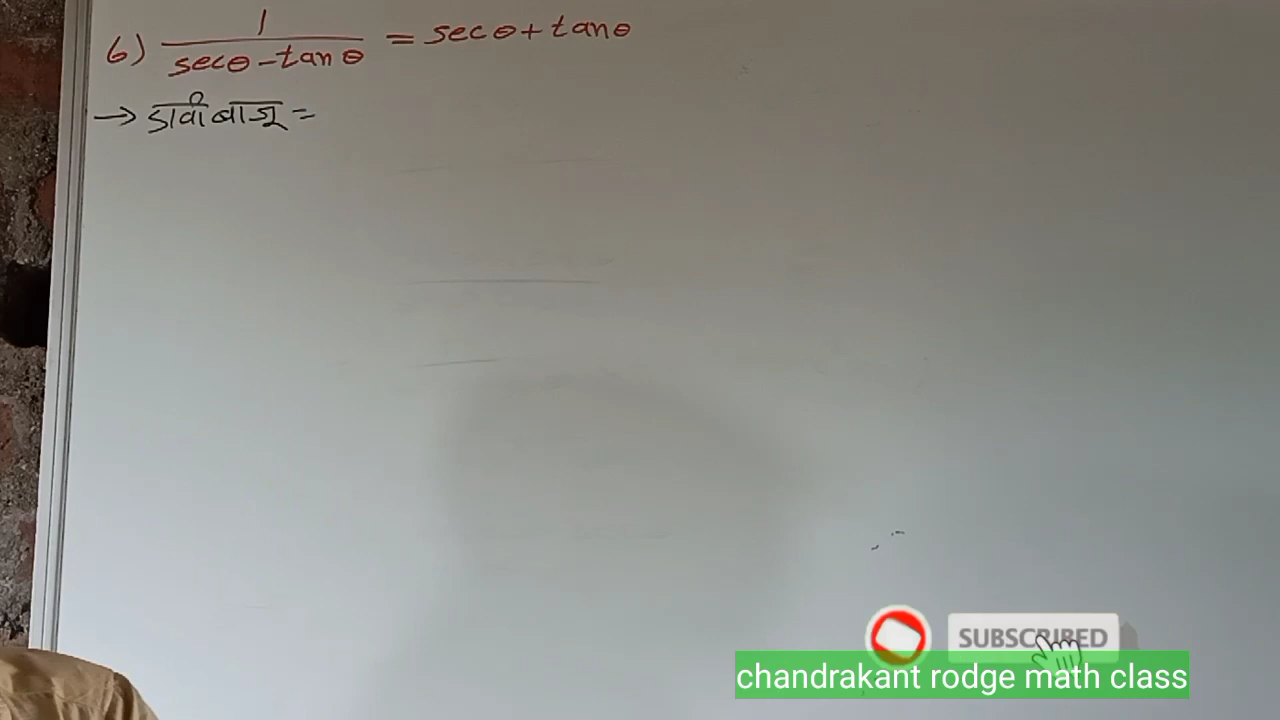 6) 1 / (secθ - tanθ) = secθ + tanθ
→ डावी बाजू =
SUBSCRIBED
chandrakant rodge math class